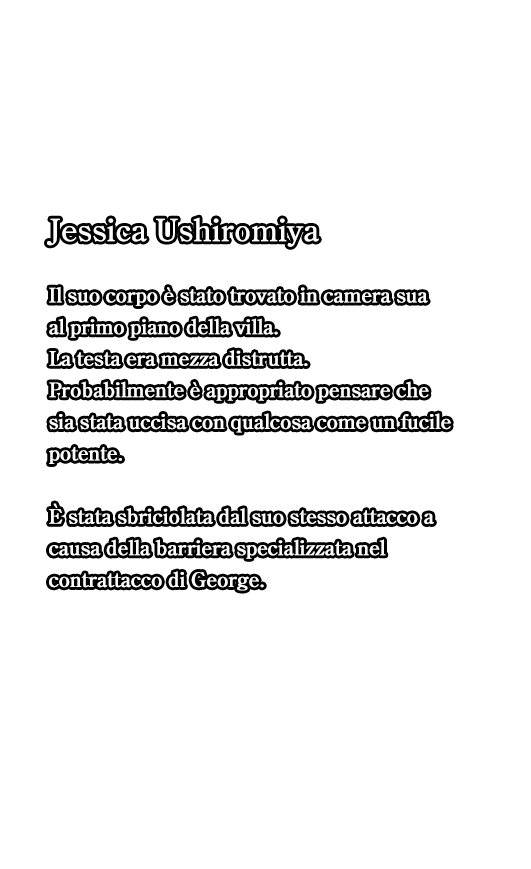 Jessica Ushiromiya
Il suo corpo è stato trovato in camera sua
al primo piano della villa.
La testa era mezza distrutta.
Probabilmente è appropriato pensare che
sia stata uccisa con qualcosa come un fucile
potente.
È stata sbriciolata dal suo stesso attacco a
causa della barriera specializzata nel
contrattacco di George.